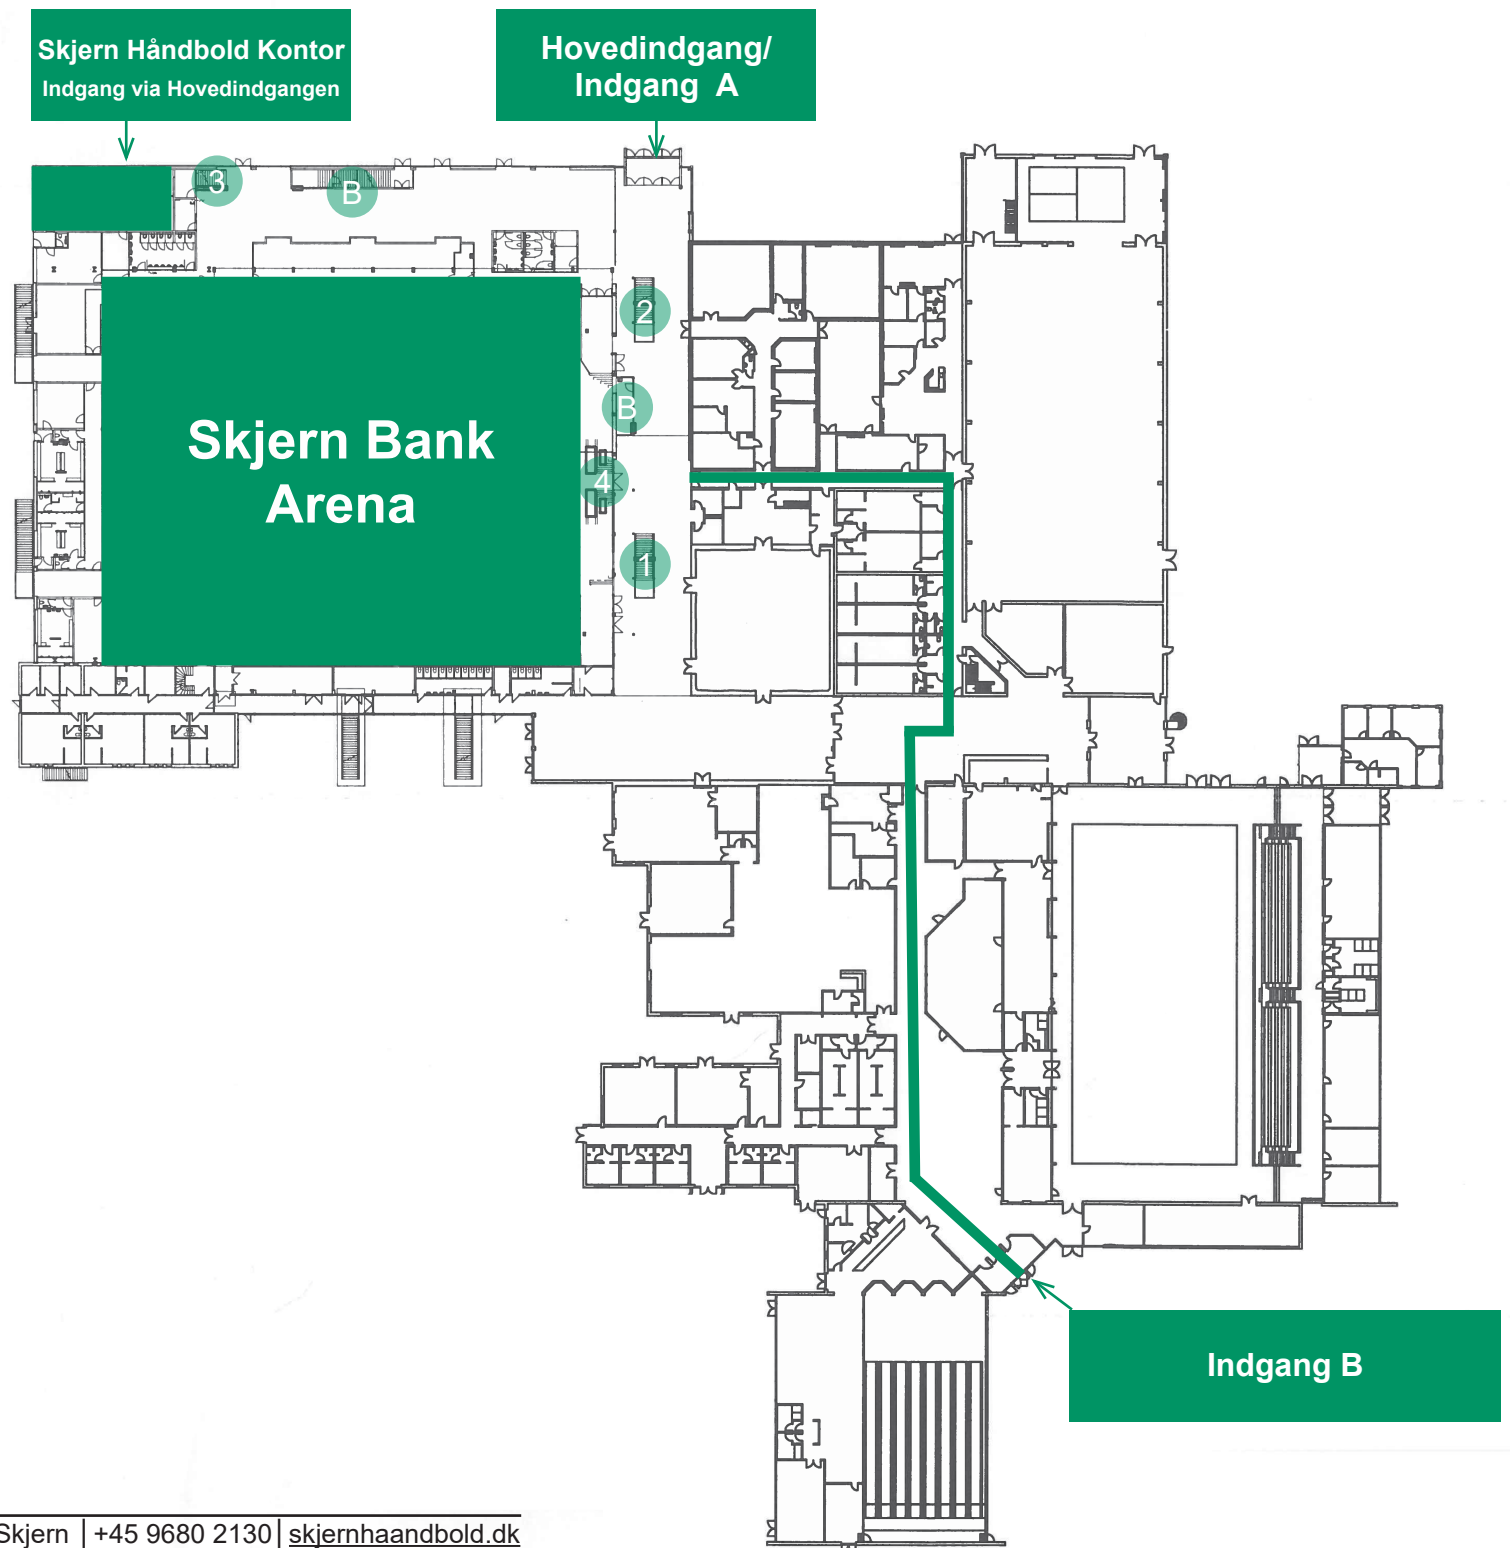 Skjern Håndbold Kontor
Indgang via Hovedindgangen
Hovedindgang/
Indgang A
3
B
2
B
Skjern Bank
Arena
4
1
Indgang B
Skjern | +45 9680 2130 | skjernhaandbold.dk